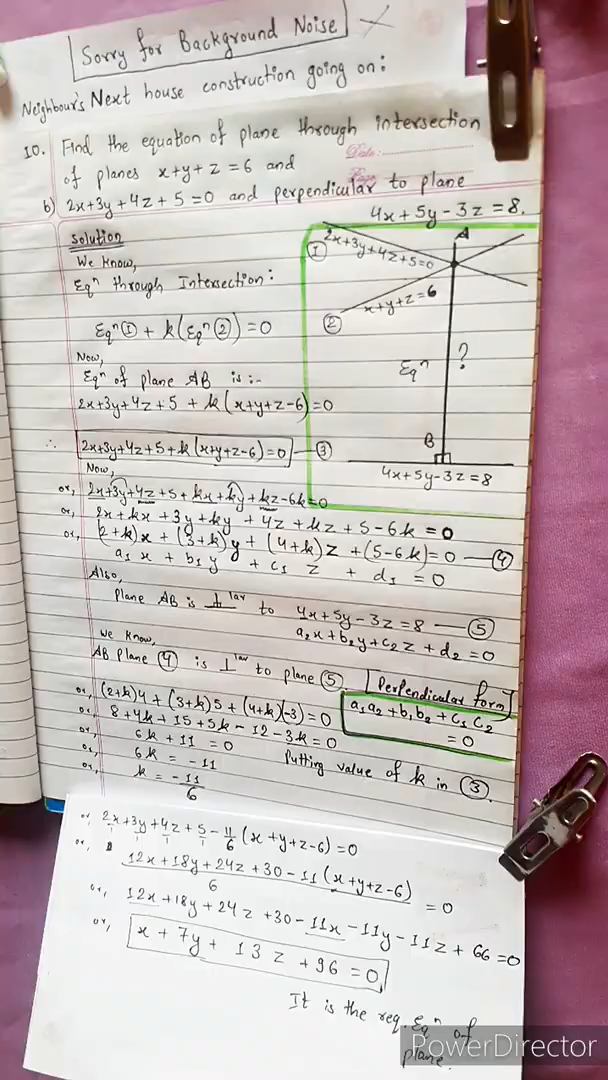 Sorry for Background Noise
Neighbour's Next house construction going on:
10. Find the equation of plane through intersection
Date:
of planes x+y+z=6 and
Page
b) 2x+3y+4z+5=0 and perpendicular to plane
4x+5y-3z=8.
Solution
We know,
Eqⁿ through Intersection:
Eqⁿ① + k(Eqⁿ②)=0
Now,
Eqⁿ of plane AB is:-
2x+3y+4z+5 + k(x+y+z-6)=0
∴ 2x+3y+4z+5+k(x+y+z-6)=0 — ③
A
① 2x+3y+4z+5=0
② x+y+z=6
Eqⁿ ?
B
4x+5y-3z=8
Now,
or, 2x+3y+4z+5+kx+ky+kz-6k=0
or, 2x+kx+3y+ky+4z+kz+5-6k=0
or, (2+k)x+(3+k)y+(4+k)z+(5-6k)=0 — ④
a₁x+b₁y+c₁z+d₁=0
Also,
Plane AB is ⊥lar to 4x+5y-3z=8 — ⑤
a₂x+b₂y+c₂z+d₂=0
We know,
AB Plane ④ is ⊥lar to plane ⑤. [Perpendicular form]
or, (2+k)4+(3+k)5+(4+k)(-3)=0
a₁a₂+b₁b₂+c₁c₂
=0
or, 8+4k+15+5k-12-3k=0
or, 6k+11=0
or, 6k=-11
Putting value of k in ③.
or, k=-11/6
or, 2x+3y+4z+5-11/6(x+y+z-6)=0
1 1 1 1
or, 12x+18y+24z+30-11(x+y+z-6)
6 =0
or, 12x+18y+24z+30-11x-11y-11z+66=0
or, x+7y+13z+96=0
It is the req. Eqⁿ of
plane.
PowerDirector